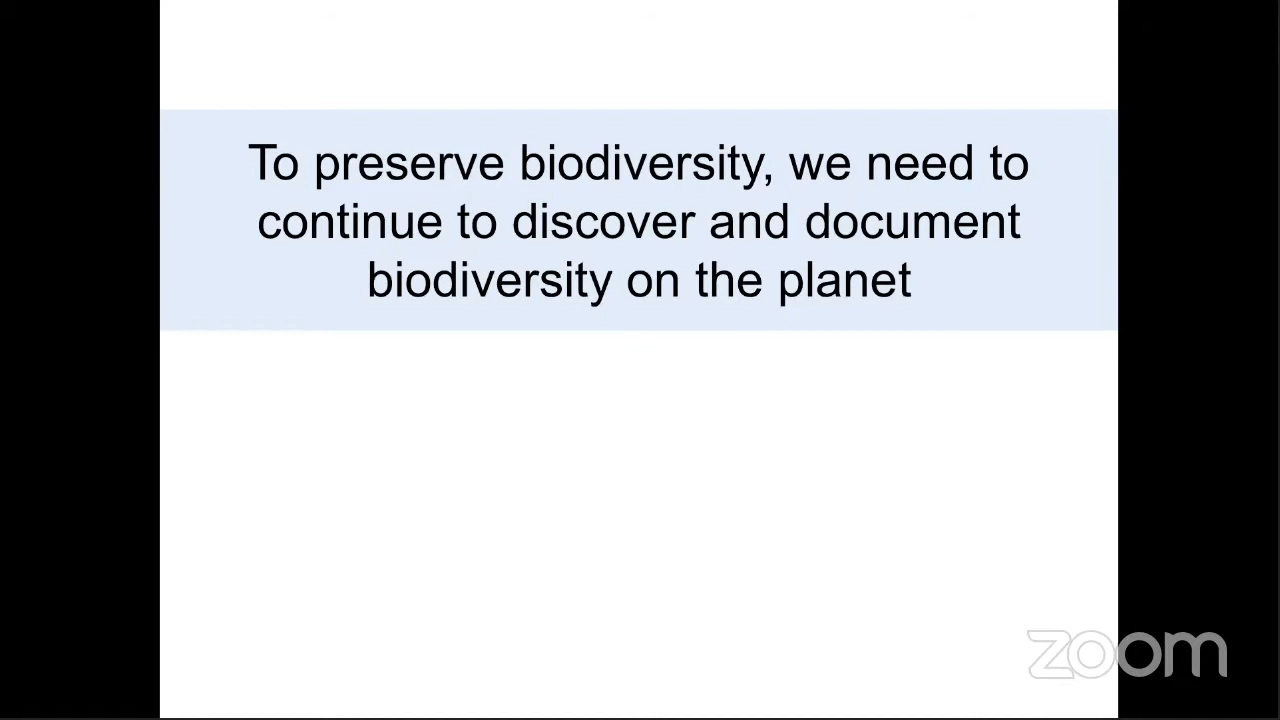 To preserve biodiversity, we need to
continue to discover and document
biodiversity on the planet
zoom